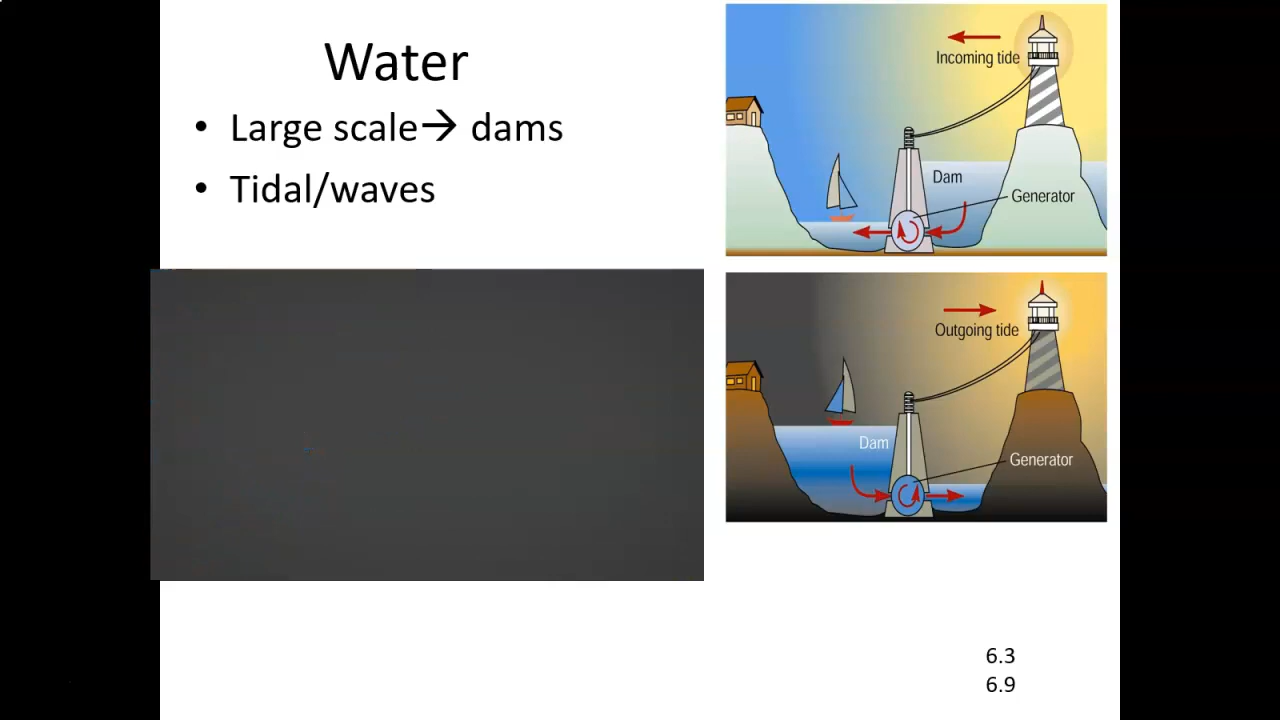 Water
• Large scale→ dams
• Tidal/waves
Incoming tide
Dam
Generator
Outgoing tide
Dam
Generator
6.3
6.9